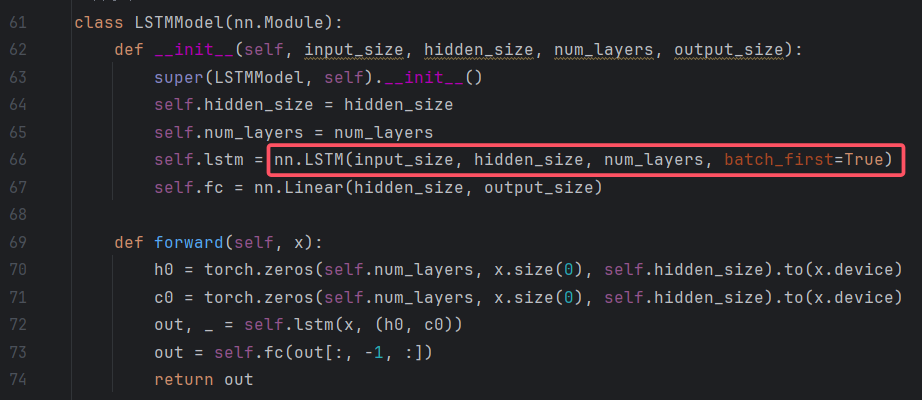 61 class LSTMModel(nn.Module):
62     def __init__(self, input_size, hidden_size, num_layers, output_size):
63         super(LSTMModel, self).__init__()
64         self.hidden_size = hidden_size
65         self.num_layers = num_layers
66         self.lstm = nn.LSTM(input_size, hidden_size, num_layers, batch_first=True)
67         self.fc = nn.Linear(hidden_size, output_size)
68
69     def forward(self, x):
70         h0 = torch.zeros(self.num_layers, x.size(0), self.hidden_size).to(x.device)
71         c0 = torch.zeros(self.num_layers, x.size(0), self.hidden_size).to(x.device)
72         out, _ = self.lstm(x, (h0, c0))
73         out = self.fc(out[:, -1, :])
74         return out